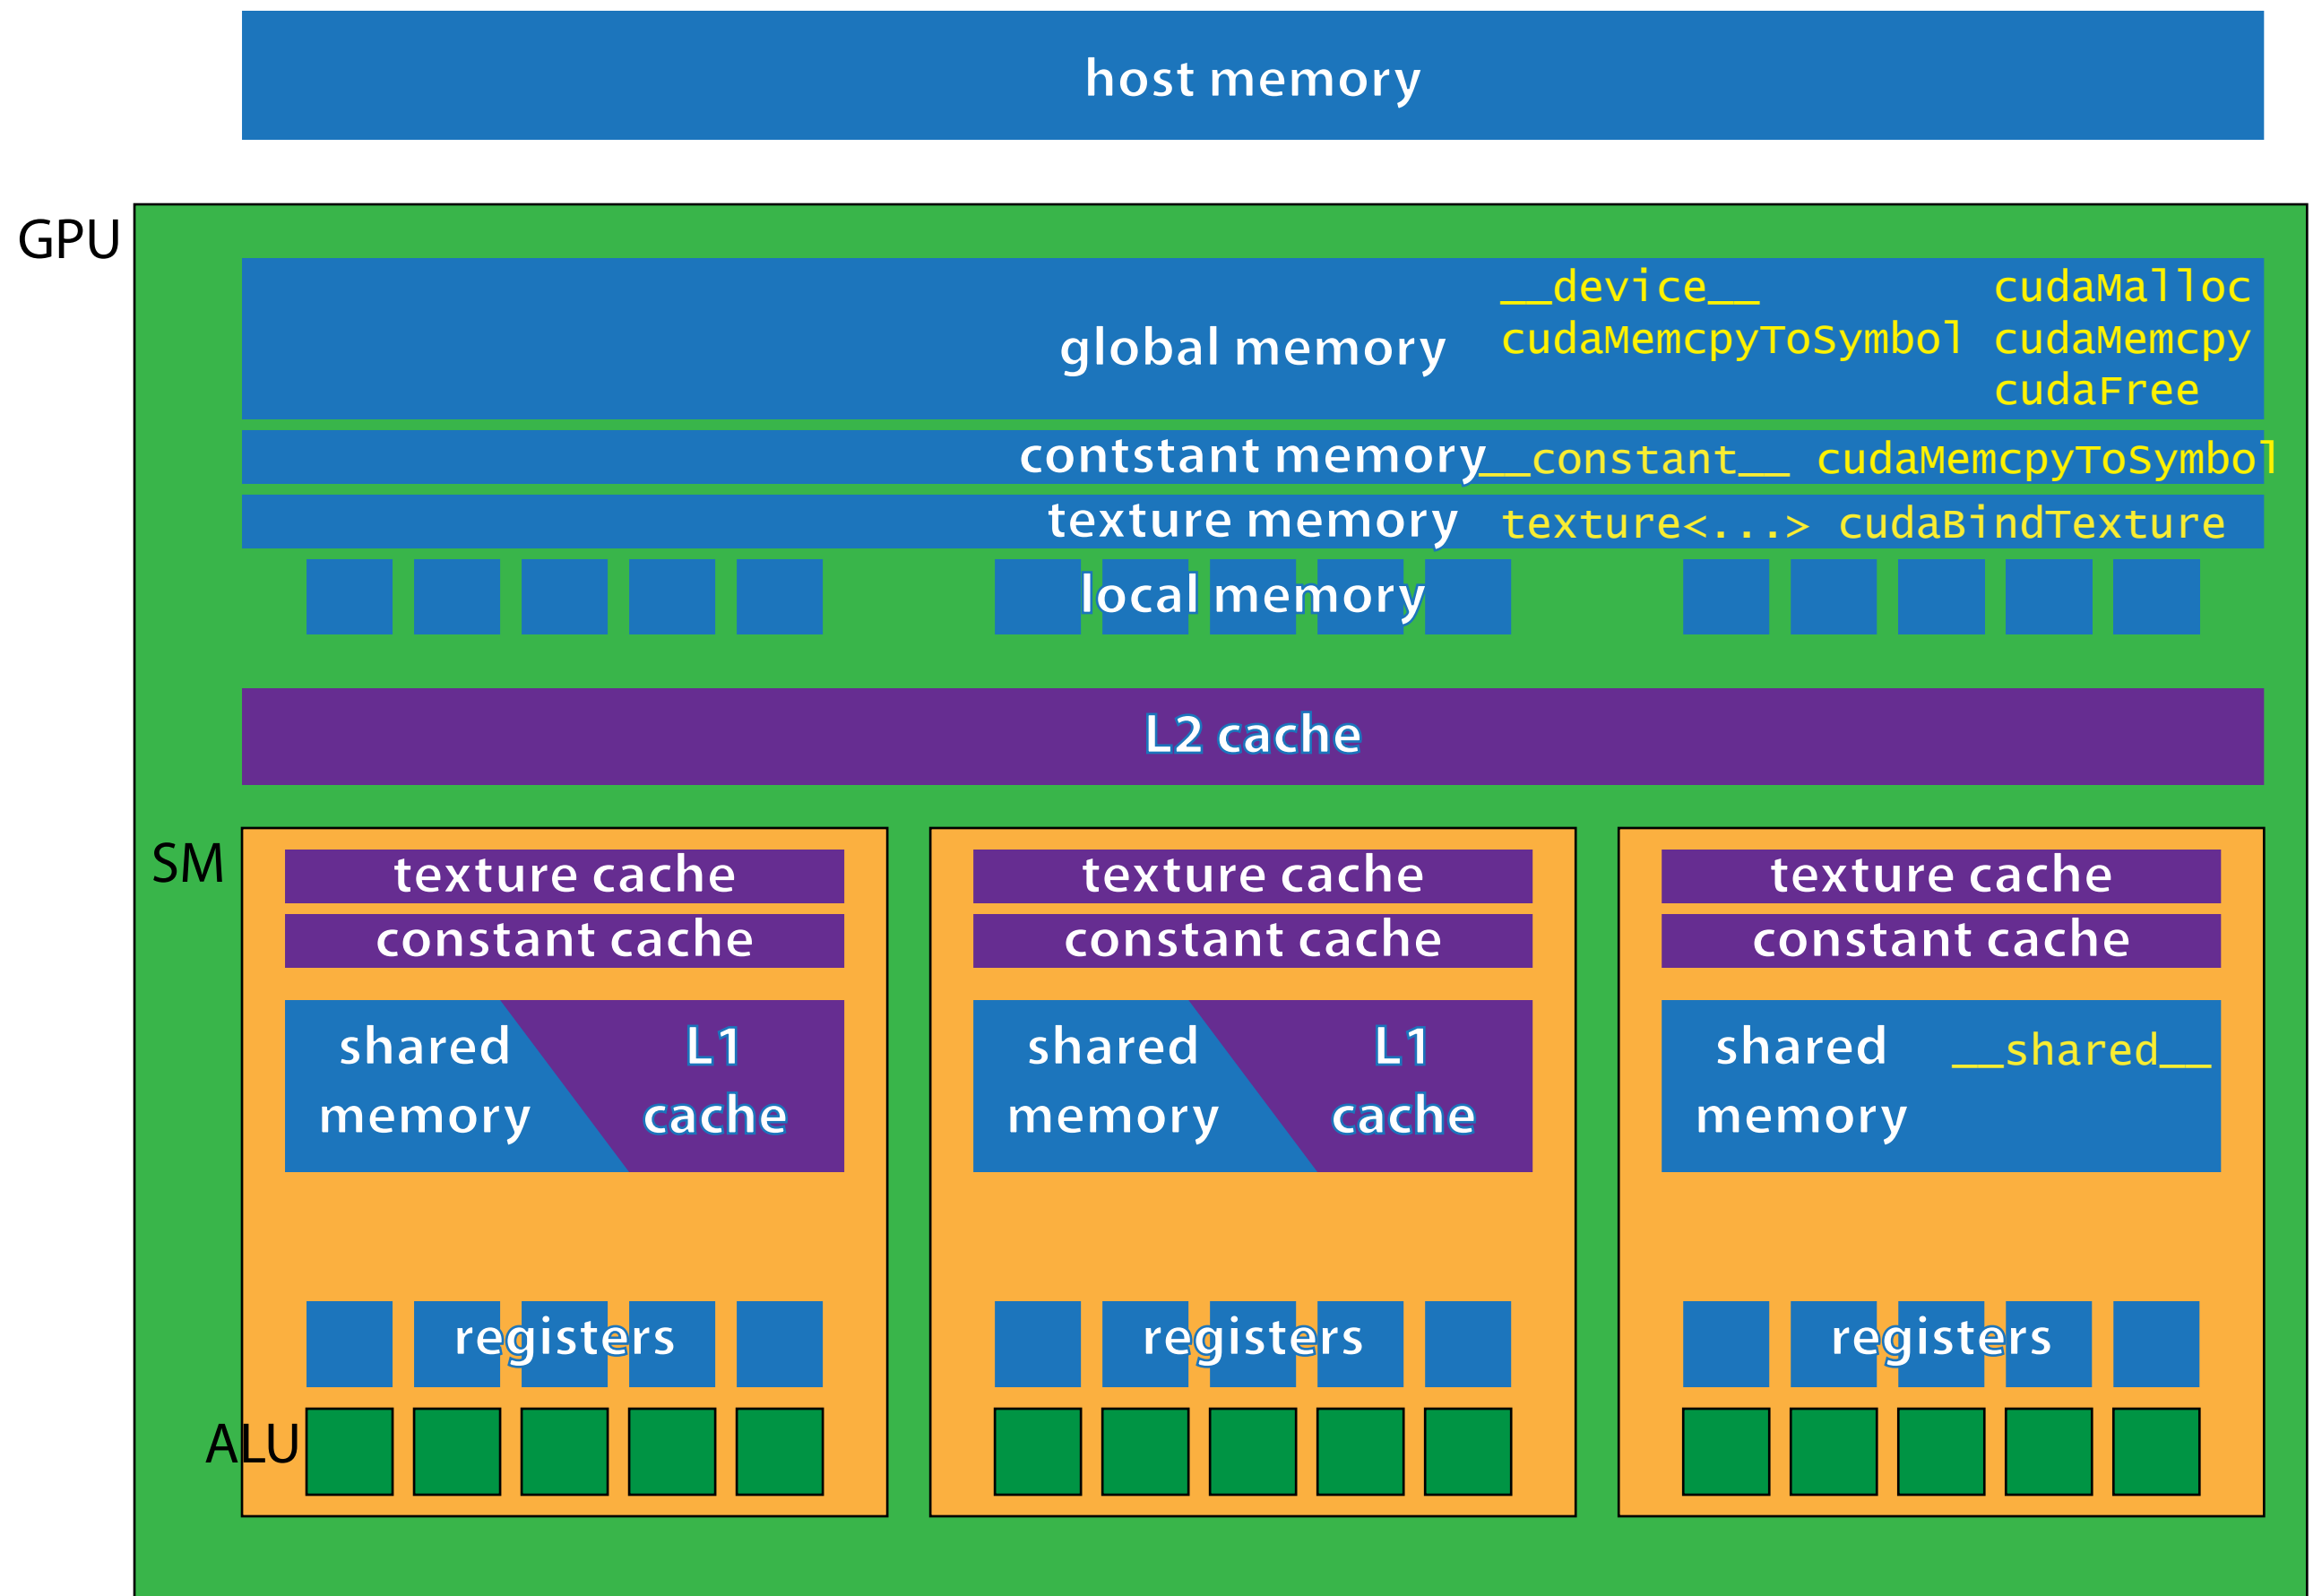 host memory
GPU
__device__ cudaMalloc
global memory cudaMemcpyToSymbol cudaMemcpy
cudaFree
contstant memory __constant__ cudaMemcpyToSymbol
texture memory texture<...> cudaBindTexture
local memory
L2 cache
SM
texture cache texture cache texture cache
constant cache constant cache constant cache
shared L1 shared L1 shared __shared__
memory cache memory cache memory
registers registers registers
ALU